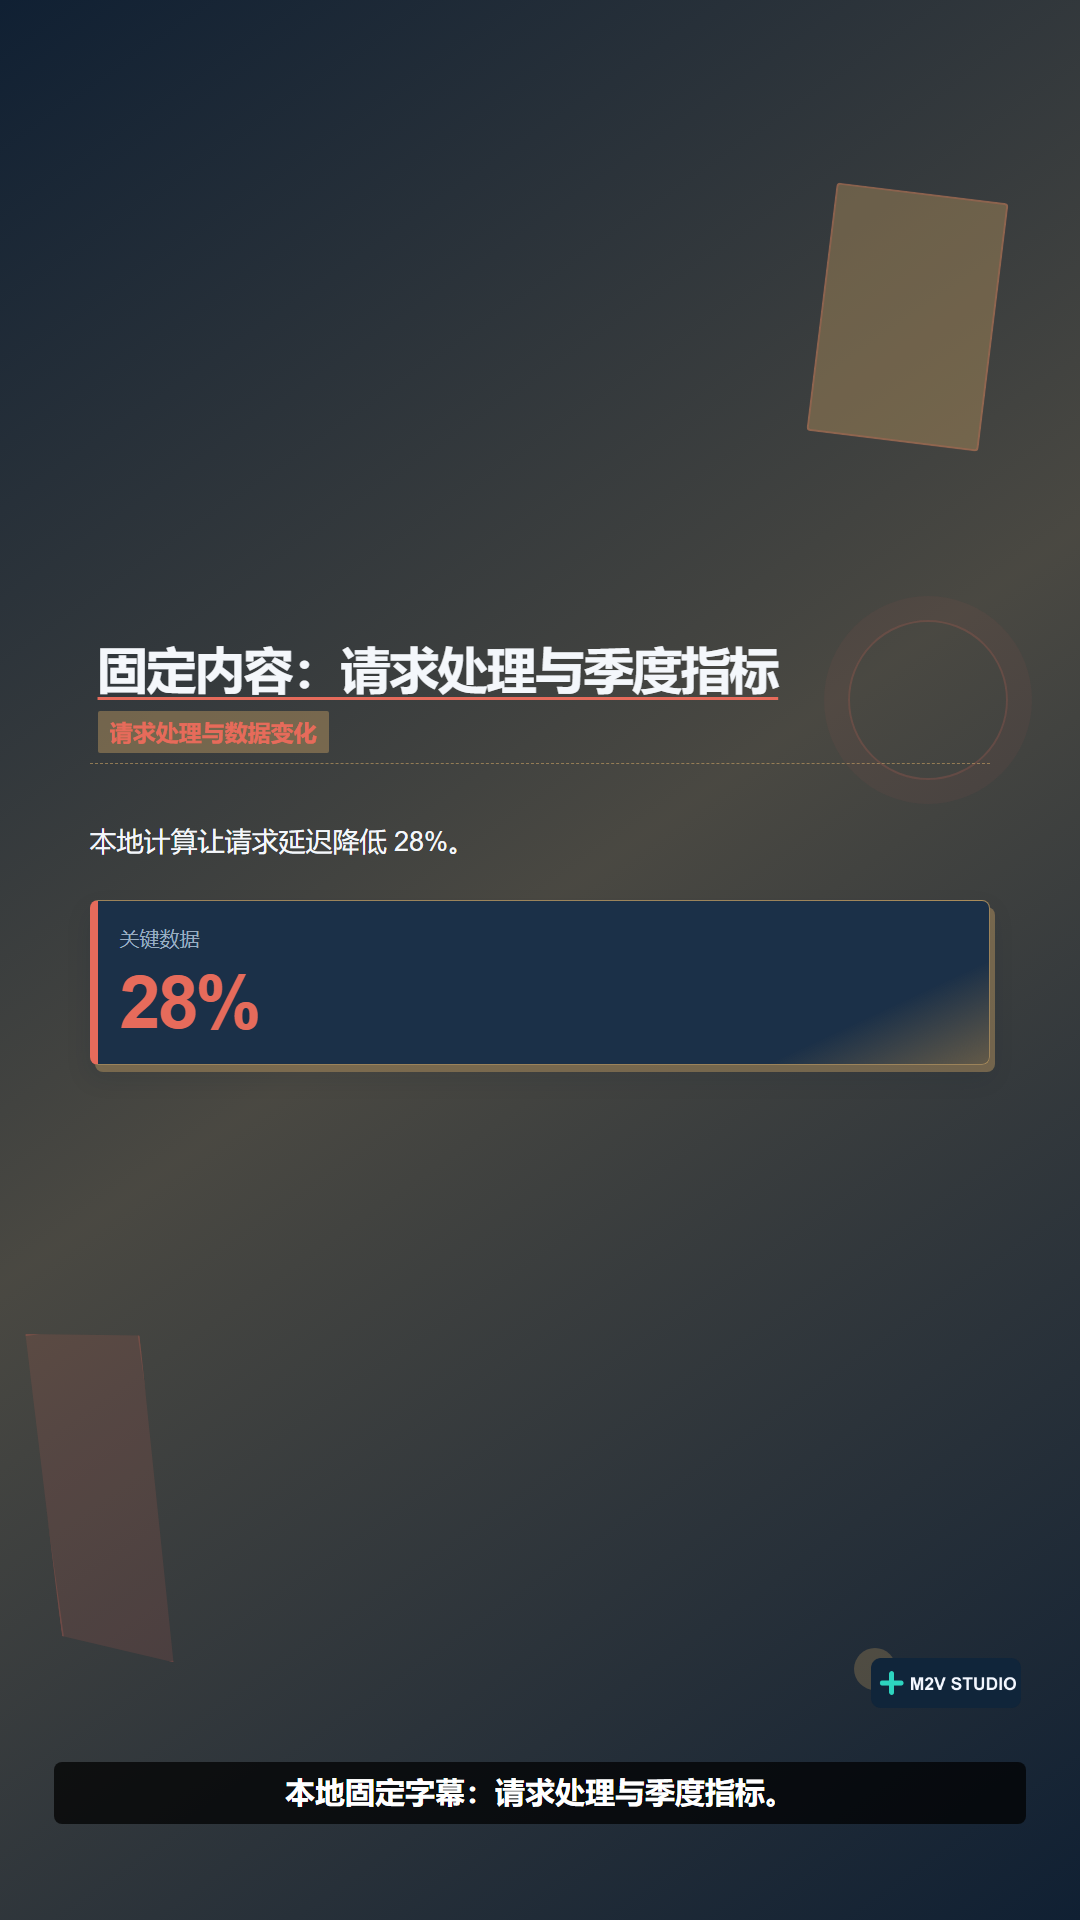 固定内容：请求处理与季度指标
请求处理与数据变化
本地计算让请求延迟降低 28%。
关键数据
28%
M2V STUDIO
本地固定字幕：请求处理与季度指标。